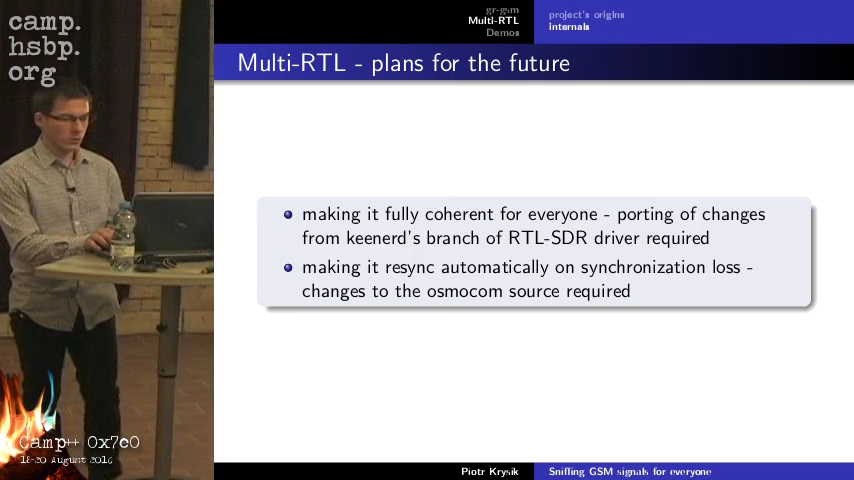 camp.
hsbp.
org
gr-gsm
Multi-RTL
Demos
project's origins
internals
Multi-RTL - plans for the future
making it fully coherent for everyone - porting of changes
from keenerd's branch of RTL-SDR driver required
making it resync automatically on synchronization loss -
changes to the osmocom source required
Camp++ 0x7e0
18-20 August 2016
Piotr Krysik
Sniffing GSM signals for everyone